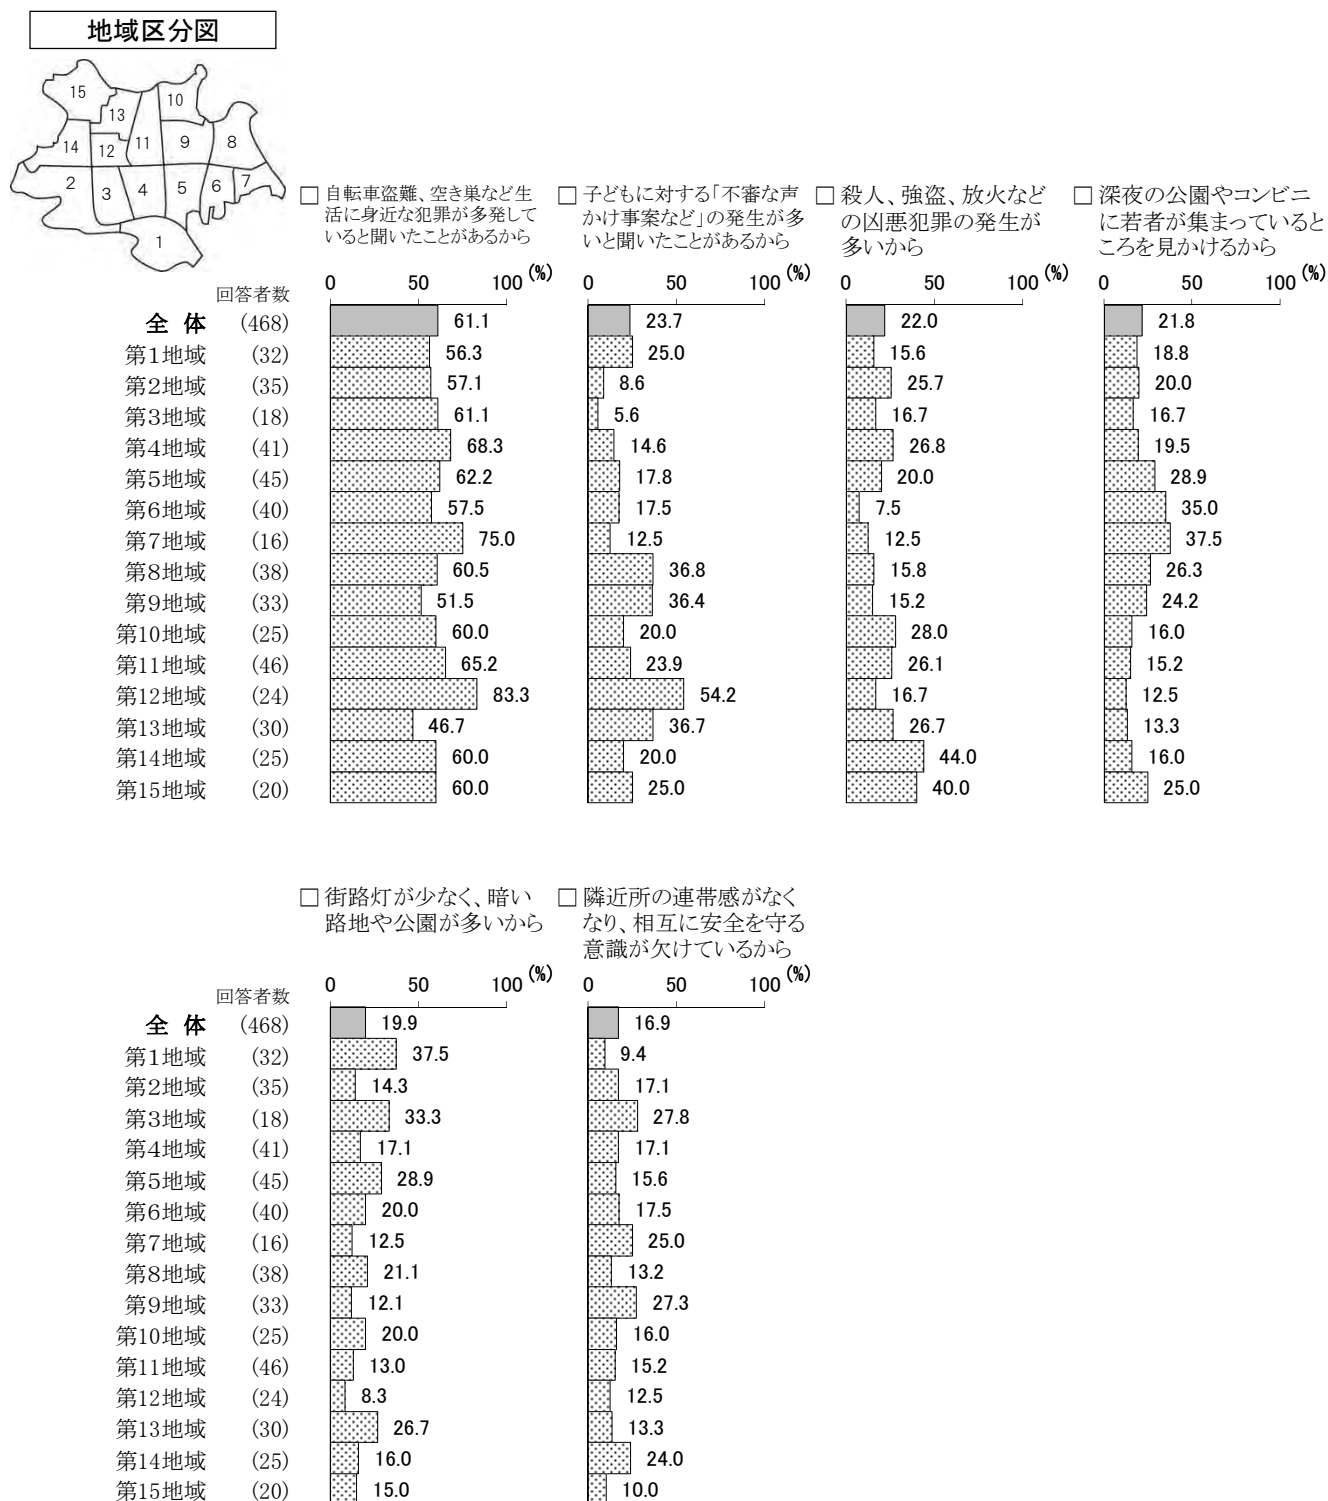 地域区分図
15
10
13
14
12
11
9
8
2
3
4
5
6
7
1
□ 自転車盗難、空き巣など生
活に身近な犯罪が多発して
いると聞いたことがあるから
□ 子どもに対する「不審な声
かけ事案など」の発生が多
いと聞いたことがあるから
□ 殺人、強盗、放火など
の凶悪犯罪の発生が
多いから
□ 深夜の公園やコンビニ
に若者が集まっていると
ころを見かけるから
0 50 100 (%) 0 50 100 (%) 0 50 100 (%) 0 50 100 (%)
回答者数
全 体 (468) 61.1 23.7 22.0 21.8
第1地域 (32) 56.3 25.0 15.6 18.8
第2地域 (35) 57.1 8.6 25.7 20.0
第3地域 (18) 61.1 5.6 16.7 16.7
第4地域 (41) 68.3 14.6 26.8 19.5
第5地域 (45) 62.2 17.8 20.0 28.9
第6地域 (40) 57.5 17.5 7.5 35.0
第7地域 (16) 75.0 12.5 12.5 37.5
第8地域 (38) 60.5 36.8 15.8 26.3
第9地域 (33) 51.5 36.4 15.2 24.2
第10地域 (25) 60.0 20.0 28.0 16.0
第11地域 (46) 65.2 23.9 26.1 15.2
第12地域 (24) 83.3 54.2 16.7 12.5
第13地域 (30) 46.7 36.7 26.7 13.3
第14地域 (25) 60.0 20.0 44.0 16.0
第15地域 (20) 60.0 25.0 40.0 25.0
□ 街路灯が少なく、暗い
路地や公園が多いから
□ 隣近所の連帯感がなく
なり、相互に安全を守る
意識が欠けているから
0 50 100 (%) 0 50 100 (%)
回答者数
全 体 (468) 19.9 16.9
第1地域 (32) 37.5 9.4
第2地域 (35) 14.3 17.1
第3地域 (18) 33.3 27.8
第4地域 (41) 17.1 17.1
第5地域 (45) 28.9 15.6
第6地域 (40) 20.0 17.5
第7地域 (16) 12.5 25.0
第8地域 (38) 21.1 13.2
第9地域 (33) 12.1 27.3
第10地域 (25) 20.0 16.0
第11地域 (46) 13.0 15.2
第12地域 (24) 8.3 12.5
第13地域 (30) 26.7 13.3
第14地域 (25) 16.0 24.0
第15地域 (20) 15.0 10.0